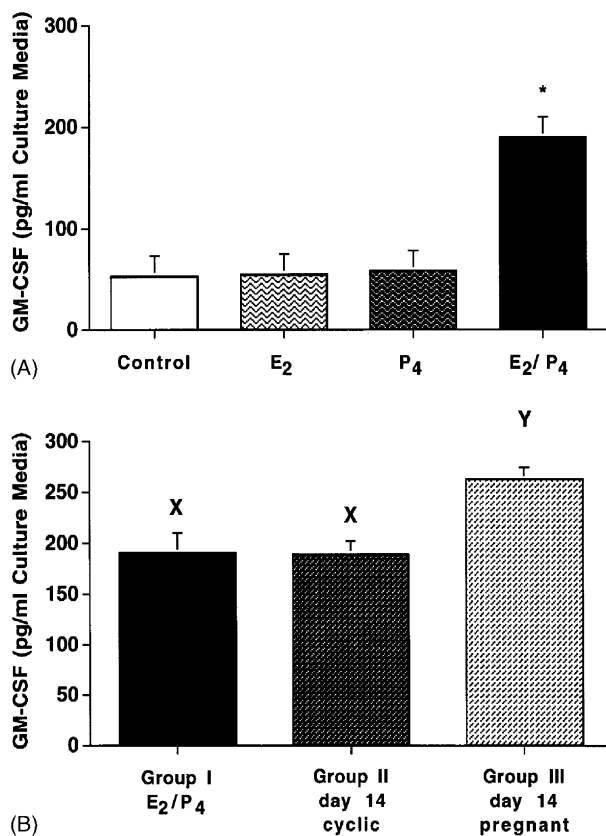 300
200
100
0
GM-CSF (pg/ml Culture Media)
*
Control E₂ P₄ E₂/ P₄
(A)
300
250
200
150
100
50
0
GM-CSF (pg/ml Culture Media)
X X Y
Group I Group II Group III
E₂/P₄ day 14 day 14
cyclic pregnant
(B)